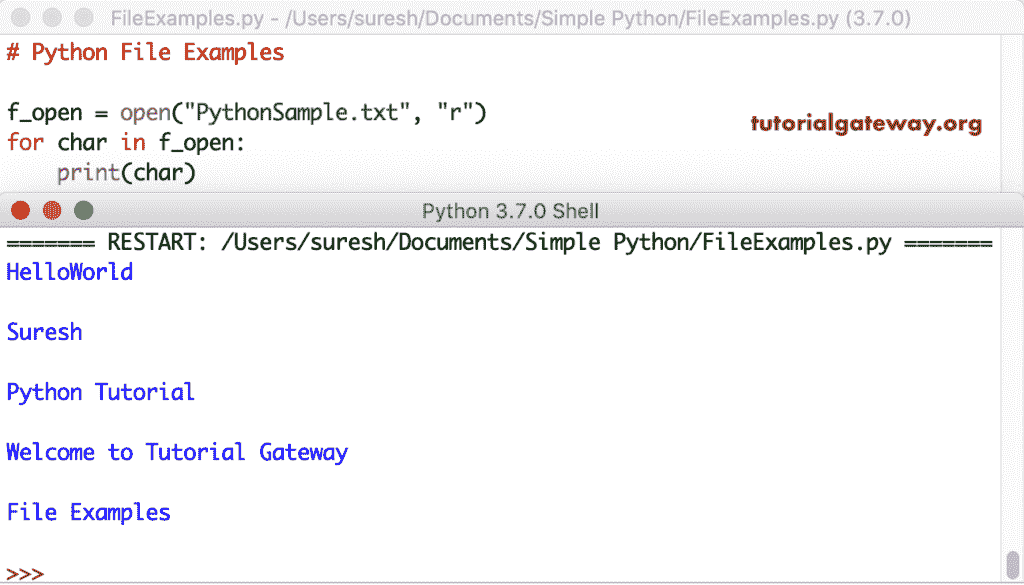 FileExamples.py - /Users/suresh/Documents/Simple Python/FileExamples.py (3.7.0)
# Python File Examples
f_open = open("PythonSample.txt", "r")
tutorialgateway.org
for char in f_open:
    print(char)
Python 3.7.0 Shell
======= RESTART: /Users/suresh/Documents/Simple Python/FileExamples.py =======
HelloWorld
Suresh
Python Tutorial
Welcome to Tutorial Gateway
File Examples
>>>